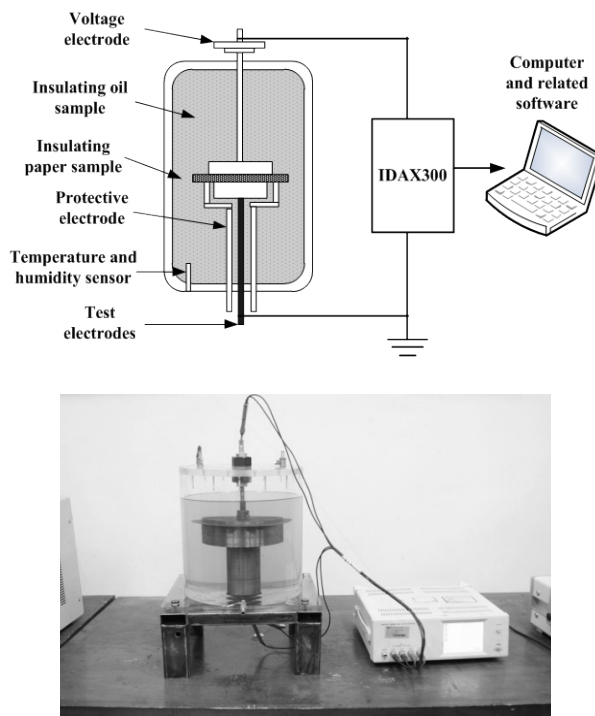 Voltage
electrode
Insulating oil
sample
Insulating
paper sample
Protective
electrode
Temperature and
humidity sensor
Test
electrodes
IDAX300
Computer
and related
software